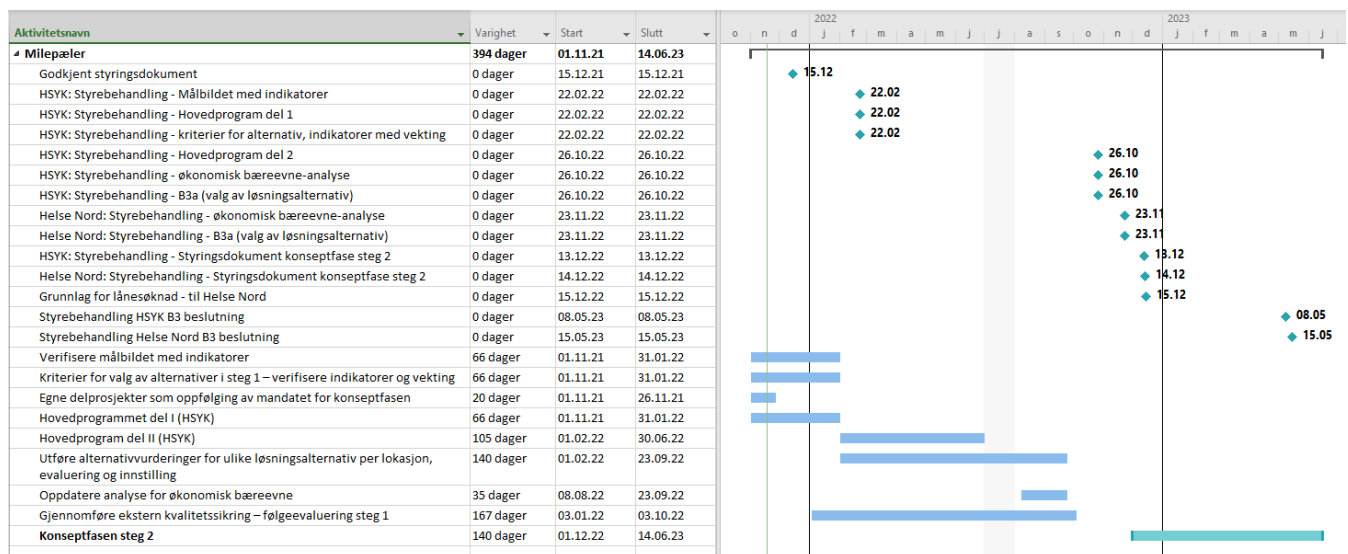 2022 2023
Aktivitetsnavn Varighet Start Slutt o n d j f m a m j j a s o n d j f m a m j
Milepæler 394 dager 01.11.21 14.06.23
Godkjent styringsdokument 0 dager 15.12.21 15.12.21 15.12
HSYK: Styrebehandling - Målbildet med indikatorer 0 dager 22.02.22 22.02.22 22.02
HSYK: Styrebehandling - Hovedprogram del 1 0 dager 22.02.22 22.02.22 22.02
HSYK: Styrebehandling - kriterier for alternativ, indikatorer med vekting 0 dager 22.02.22 22.02.22 22.02
HSYK: Styrebehandling - Hovedprogram del 2 0 dager 26.10.22 26.10.22 26.10
HSYK: Styrebehandling - økonomisk bæreevne-analyse 0 dager 26.10.22 26.10.22 26.10
HSYK: Styrebehandling - B3a (valg av løsningsalternativ) 0 dager 26.10.22 26.10.22 26.10
Helse Nord: Styrebehandling - økonomisk bæreevne-analyse 0 dager 23.11.22 23.11.22 23.11
Helse Nord: Styrebehandling - B3a (valg av løsningsalternativ) 0 dager 23.11.22 23.11.22 23.11
HSYK: Styrebehandling - Styringsdokument konseptfase steg 2 0 dager 13.12.22 13.12.22 13.12
Helse Nord: Styrebehandling - Styringsdokument konseptfase steg 2 0 dager 14.12.22 14.12.22 14.12
Grunnlag for lånesøknad - til Helse Nord 0 dager 15.12.22 15.12.22 15.12
Styrebehandling HSYK B3 beslutning 0 dager 08.05.23 08.05.23 08.05
Styrebehandling Helse Nord B3 beslutning 0 dager 15.05.23 15.05.23 15.05
Verifisere målbildet med indikatorer 66 dager 01.11.21 31.01.22
Kriterier for valg av alternativer i steg 1 – verifisere indikatorer og vekting 66 dager 01.11.21 31.01.22
Egne delprosjekter som oppfølging av mandatet for konseptfasen 20 dager 01.11.21 26.11.21
Hovedprogrammet del I (HSYK) 66 dager 01.11.21 31.01.22
Hovedprogram del II (HSYK) 105 dager 01.02.22 30.06.22
Utføre alternativvurderinger for ulike løsningsalternativ per lokasjon, 140 dager 01.02.22 23.09.22
evaluering og innstilling
Oppdatere analyse for økonomisk bæreevne 35 dager 08.08.22 23.09.22
Gjennomføre ekstern kvalitetssikring – følgeevaluering steg 1 167 dager 03.01.22 03.10.22
Konseptfasen steg 2 140 dager 01.12.22 14.06.23